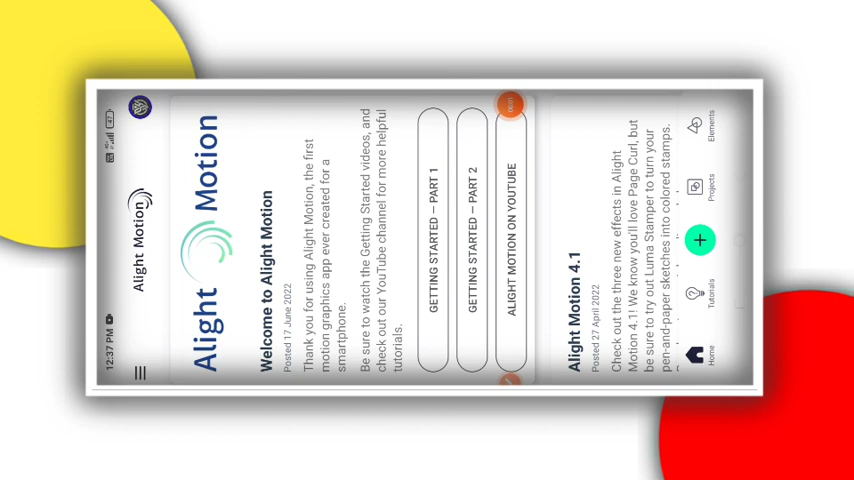 12:37 PM
47
Alight Motion
Alight Motion
Welcome to Alight Motion
Posted 17 June 2022
Thank you for using Alight Motion, the first
motion graphics app ever created for a
smartphone.
Be sure to watch the Getting Started videos, and
check out our YouTube channel for more helpful
tutorials.
GETTING STARTED – PART 1
GETTING STARTED – PART 2
ALIGHT MOTION ON YOUTUBE
00:01
Alight Motion 4.1
Posted 27 April 2022
Check out the three new effects in Alight
Motion 4.1! We know you'll love Page Curl, but
be sure to try out Luma Stamper to turn your
pen-and-paper sketches into colored stamps.
Home
Tutorials
Projects
Elements